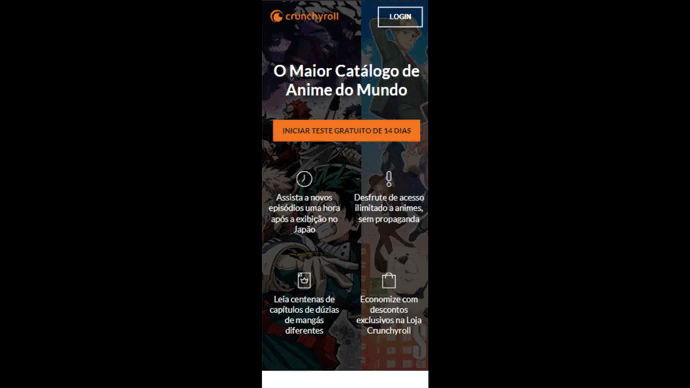 crunchyroll
LOGIN
O Maior Catálogo de
Anime do Mundo
INICIAR TESTE GRATUITO DE 14 DIAS
Assista a novos
episódios uma hora
após a exibição no
Japão
Desfrute de acesso
ilimitado a animes,
sem propaganda
Leia centenas de
capítulos de dúzias
de mangás
diferentes
Economize com
descontos
exclusivos na Loja
Crunchyroll